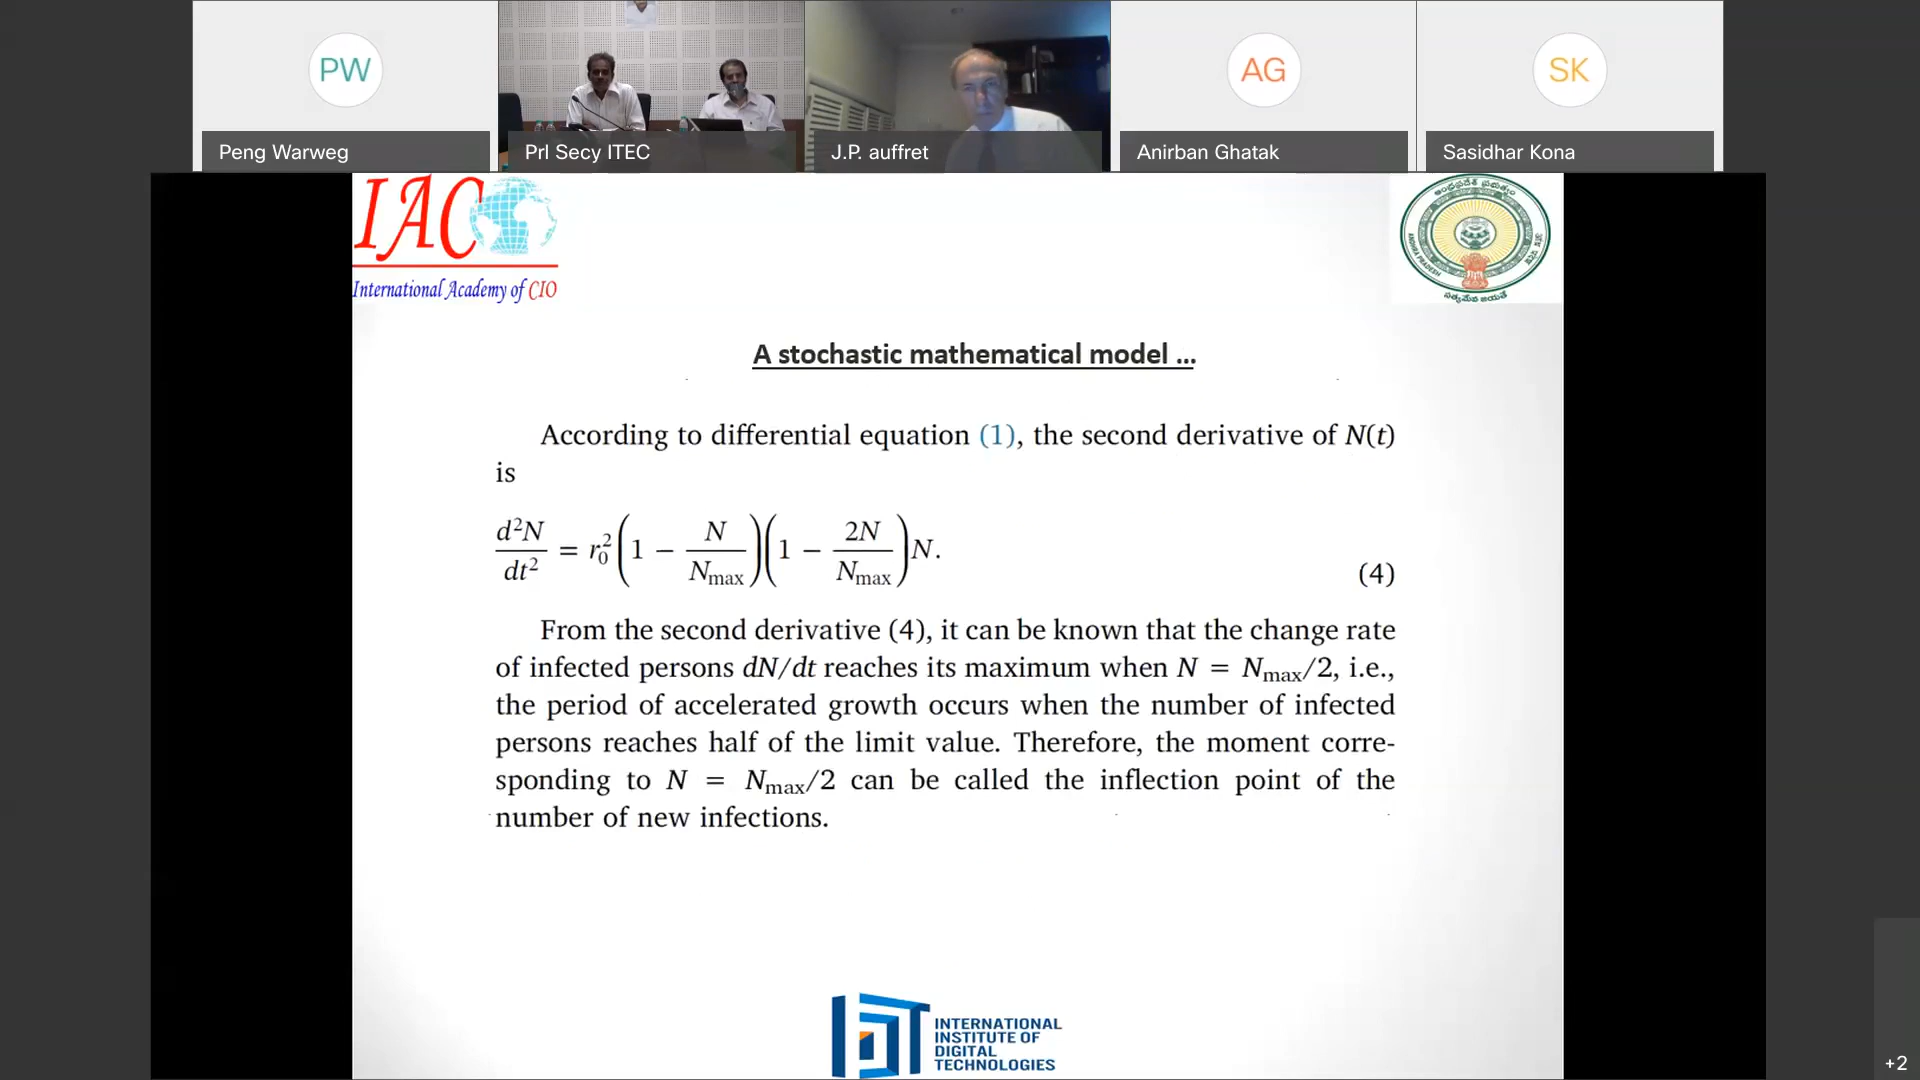 PW
AG
SK
Peng Warweg
Prl Secy ITEC
J.P. auffret
Anirban Ghatak
Sasidhar Kona
IAC
International Academy of CIO
ANDHRA PRADESH
సత్యమేవ జయతే
A stochastic mathematical model ...
According to differential equation (1), the second derivative of N(t)
is
d²N/dt² = r₀²(1 − N/Nmax)(1 − 2N/Nmax)N.
(4)
From the second derivative (4), it can be known that the change rate
of infected persons dN/dt reaches its maximum when N = Nmax/2, i.e.,
the period of accelerated growth occurs when the number of infected
persons reaches half of the limit value. Therefore, the moment corre-
sponding to N = Nmax/2 can be called the inflection point of the
number of new infections.
INTERNATIONAL
INSTITUTE OF
DIGITAL
TECHNOLOGIES
+2